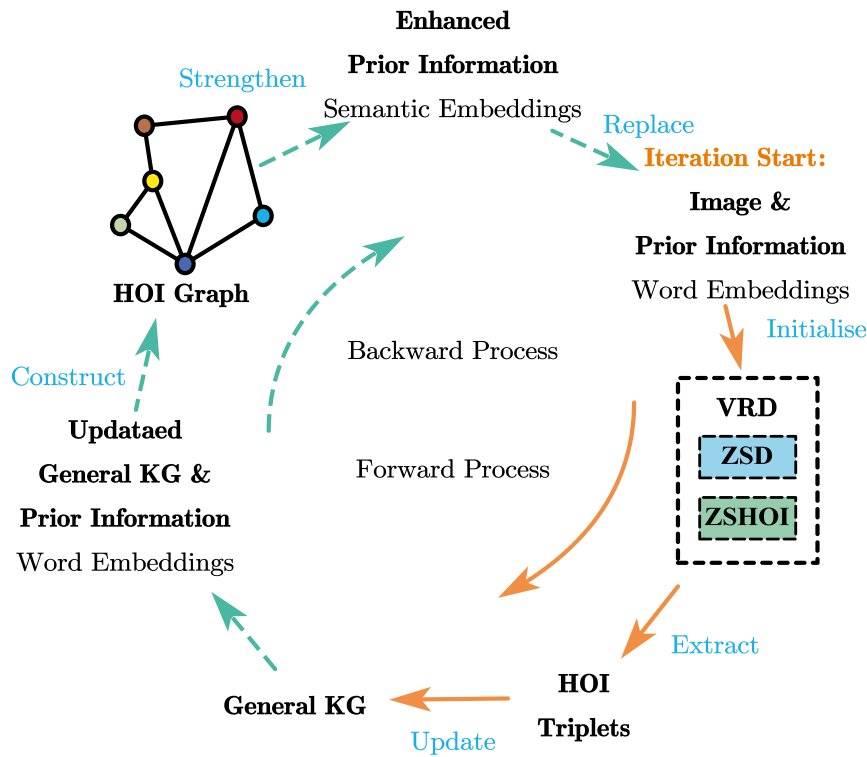 Enhanced
Prior Information
Semantic Embeddings
Strengthen
Replace
Iteration Start:
Image &
Prior Information
Word Embeddings
Initialise
VRD
ZSD
ZSHOI
Extract
HOI
Triplets
Update
General KG
Updataed
General KG &
Prior Information
Word Embeddings
Construct
HOI Graph
Backward Process
Forward Process